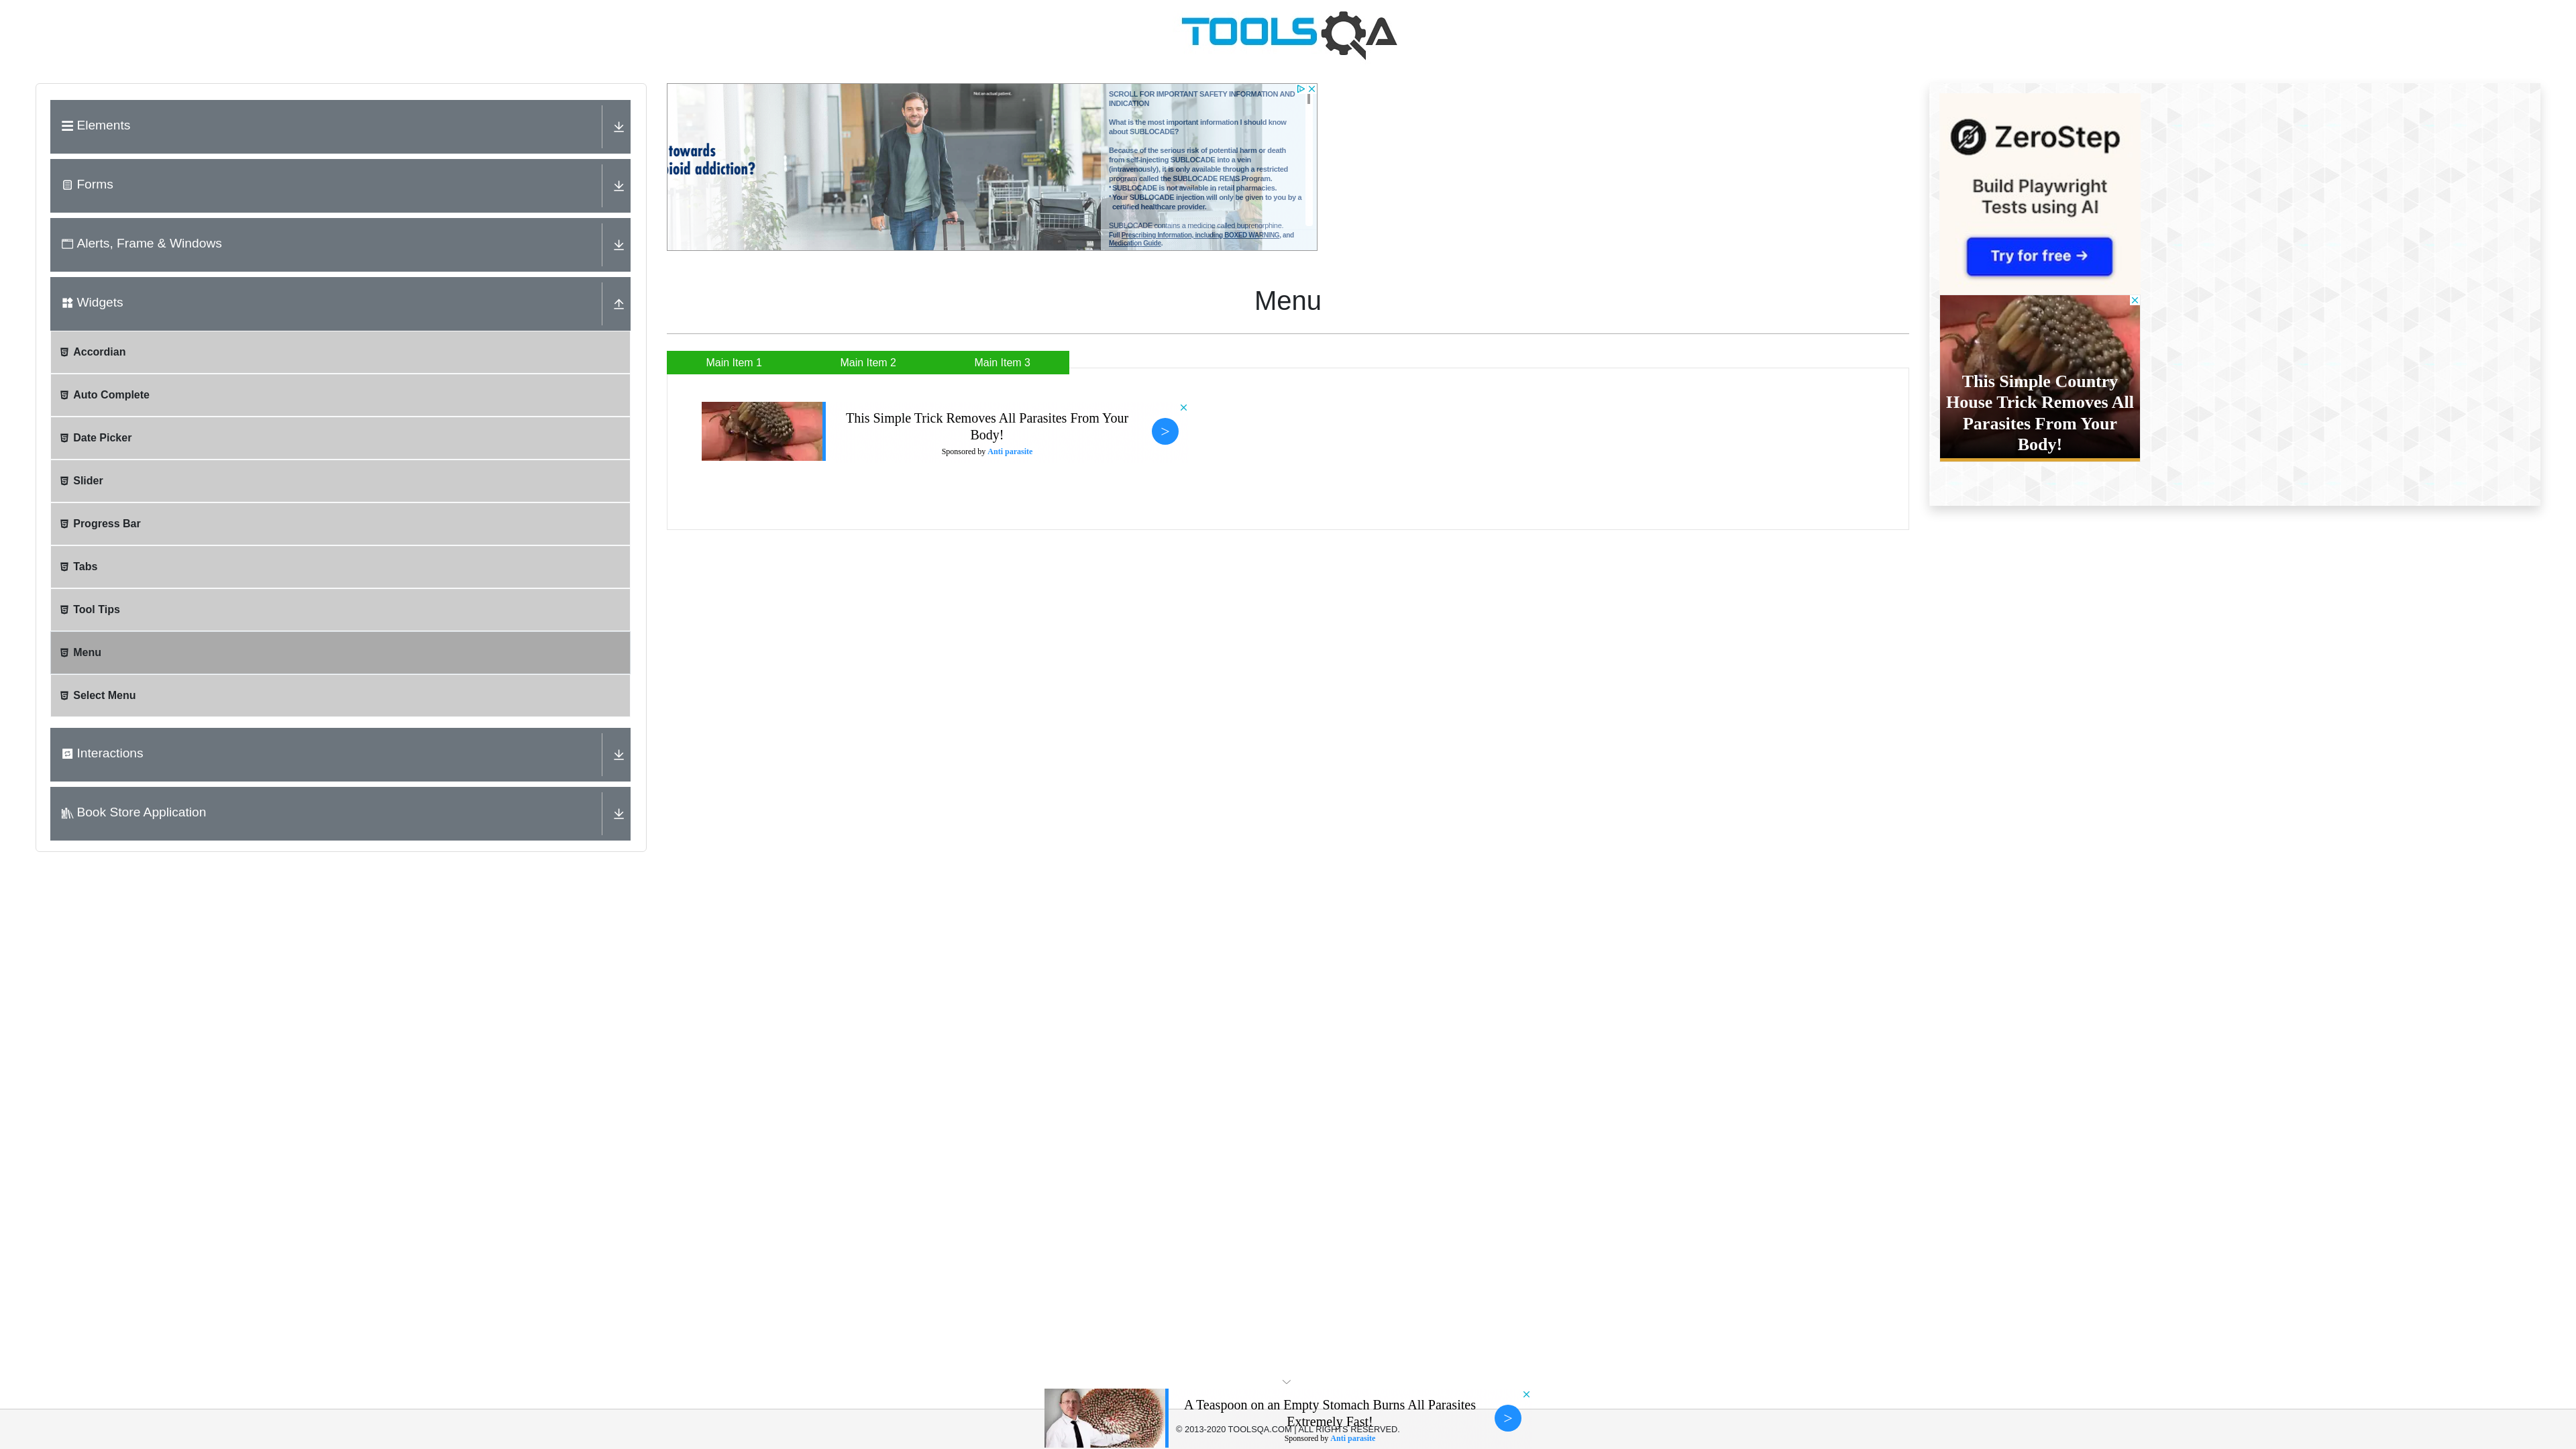 TOOLSQA
Elements
Forms
Alerts, Frame & Windows
Widgets
Accordian
Auto Complete
Date Picker
Slider
Progress Bar
Tabs
Tool Tips
Menu
Select Menu
Interactions
Book Store Application
towards
bioid addiction?
Not an actual patient.
SCROLL FOR IMPORTANT SAFETY INFORMATION AND
INDICATION
What is the most important information I should know
about SUBLOCADE?
Because of the serious risk of potential harm or death
from self-injecting SUBLOCADE into a vein
(intravenously), it is only available through a restricted
program called the SUBLOCADE REMS Program.
* SUBLOCADE is not available in retail pharmacies.
* Your SUBLOCADE injection will only be given to you by a
certified healthcare provider.
SUBLOCADE contains a medicine called buprenorphine.
Full Prescribing Information, including BOXED WARNING, and
Medication Guide.
Menu
Main Item 1
Main Item 2
Main Item 3
This Simple Trick Removes All Parasites From Your
Body!
Sponsored by Anti parasite
>
ZeroStep
Build Playwright
Tests using AI
Try for free →
This Simple Country
House Trick Removes All
Parasites From Your
Body!
A Teaspoon on an Empty Stomach Burns All Parasites
Extremely Fast!
Sponsored by Anti parasite
>
© 2013-2020 TOOLSQA.COM | ALL RIGHTS RESERVED.